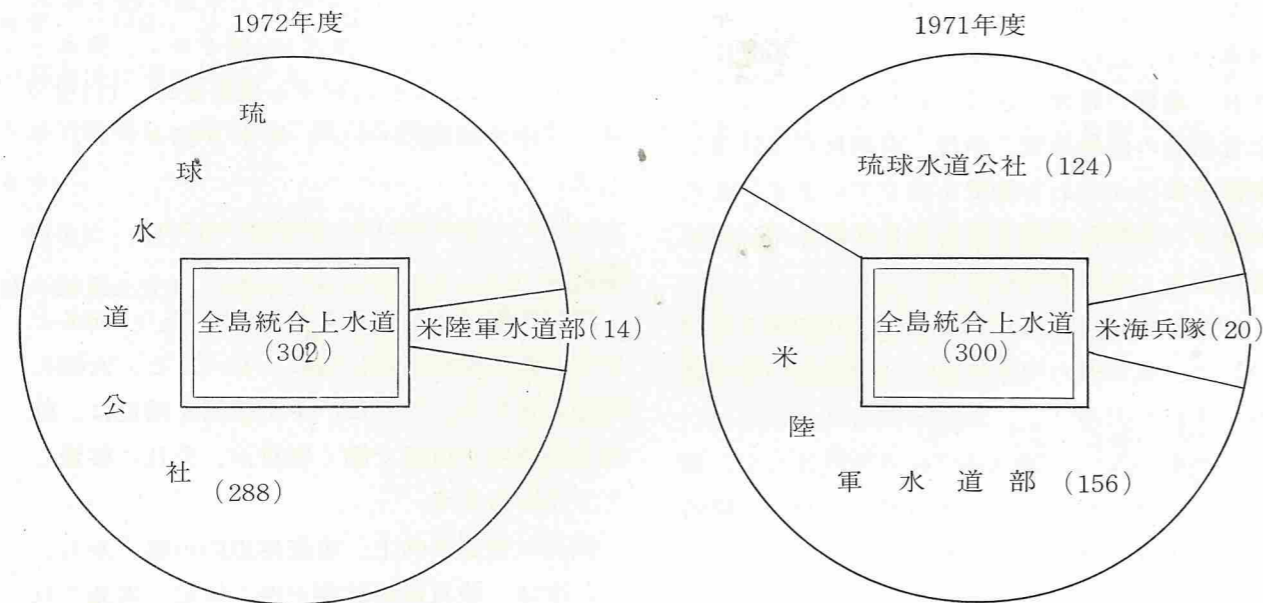 1972年度
琉球水道公社
(288)
全島統合上水道
(302)
米陸軍水道部(14)
1971年度
琉球水道公社(124)
全島統合上水道
(300)
米海兵隊(20)
米陸軍水道部(156)